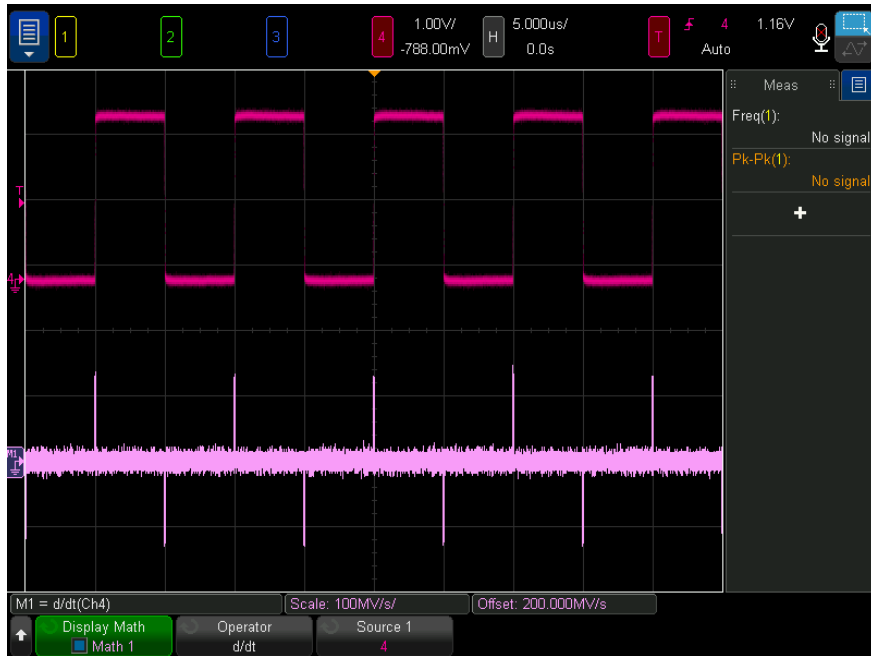 1 2 3 4 1.00V/ -788.00mV H 5.000us/ 0.0s T 4 Auto 1.16V
Meas
Freq(1):
No signal
Pk-Pk(1):
No signal
T
4
M1
M1 = d/dt(Ch4) Scale: 100MV/s/ Offset: 200.000MV/s
Display Math
Math 1
Operator
d/dt
Source 1
4